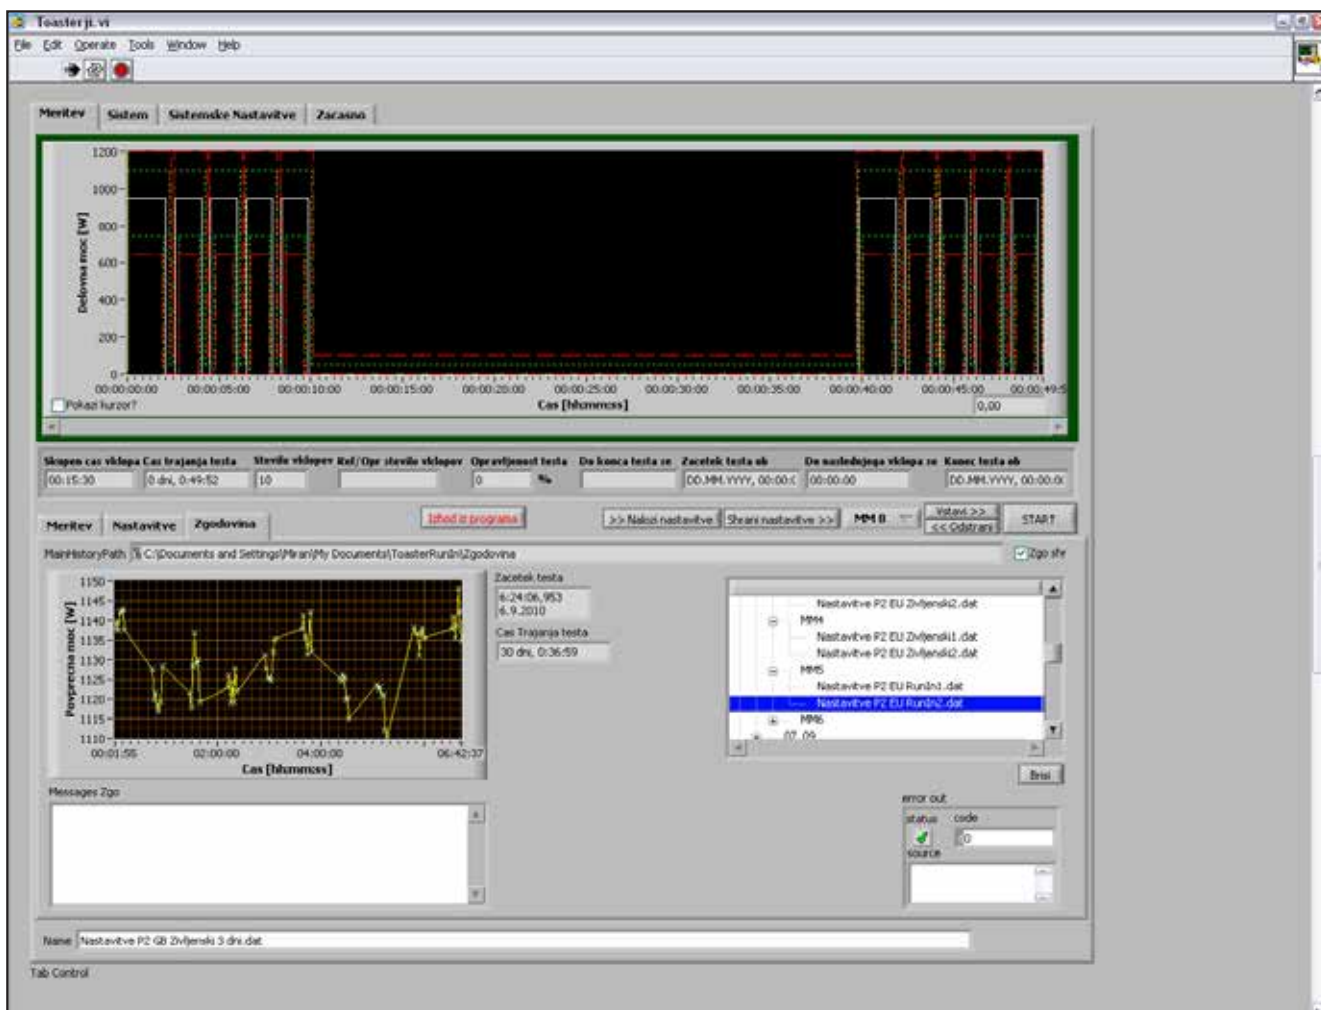 Toasterji.vi
File Edit Operate Tools Window Help
Meritev Sistem Sistemske Nastavitve Zacasno
1200
1000
800
600
400
200
0
Delovna moc [W]
00:00:00:00 00:00:05:00 00:00:10:00 00:00:15:00 00:00:20:00 00:00:25:00 00:00:30:00 00:00:35:00 00:00:40:00 00:00:45:00 00:00:49:5
Pokazi kurzor? Cas [hh:mm:ss] 0,00
Skupen cas vklopa Cas trajanja testa Stevilo vklopov Ref/Opr stevilo vklopov Opravljenost testa Do konca testa se Zacetek testa ob Do naslednjega vklopa se Konec testa ob
00:15:30 0 dni, 0:49:52 10 0 % DD.MM.YYYY, 00:00:0 00:00:00 DD.MM.YYYY, 00:00:00
Meritev Nastavitve Zgodovina Izhod iz programa >> Nalozi nastavitve Shrani nastavitve >> MM 8 Vstavi >> << Odstrani START
MainHistoryPath C:\Documents and Settings\Miran\My Documents\ToasterRunIn\Zgodovina Zgo shr
1150
1145
1140
1135
1130
1125
1120
1115
1110
Povprecna moc [W]
00:01:55 02:00:00 04:00:00 06:42:37
Cas [hh:mm:ss]
Zacetek testa
6:24:06,953
6.9.2010
Cas Trajanja testa
30 dni, 0:36:59
Nastavitve P2 EU Zivljenski2.dat
MM4
Nastavitve P2 EU Zivljenski1.dat
Nastavitve P2 EU Zivljenski2.dat
MM5
Nastavitve P2 EU RunIn1.dat
Nastavitve P2 EU RunIn2.dat
MM6
07_09
Brisi
Messages Zgo
error out
status code
0
source
Name Nastavitve P2 GB Zivljenski 3 dni.dat
Tab Control